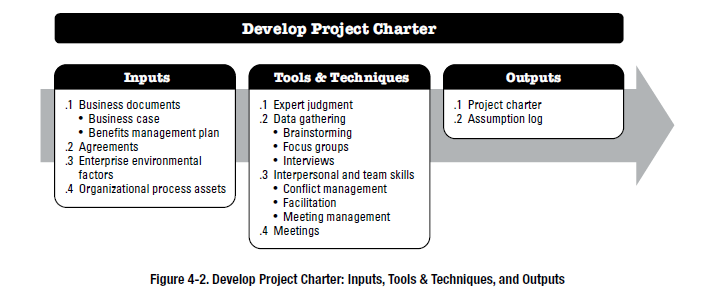 Develop Project Charter
Inputs
.1 Business documents
• Business case
• Benefits management plan
.2 Agreements
.3 Enterprise environmental
factors
.4 Organizational process assets
Tools & Techniques
.1 Expert judgment
.2 Data gathering
• Brainstorming
• Focus groups
• Interviews
.3 Interpersonal and team skills
• Conflict management
• Facilitation
• Meeting management
.4 Meetings
Outputs
.1 Project charter
.2 Assumption log
Figure 4-2. Develop Project Charter: Inputs, Tools & Techniques, and Outputs